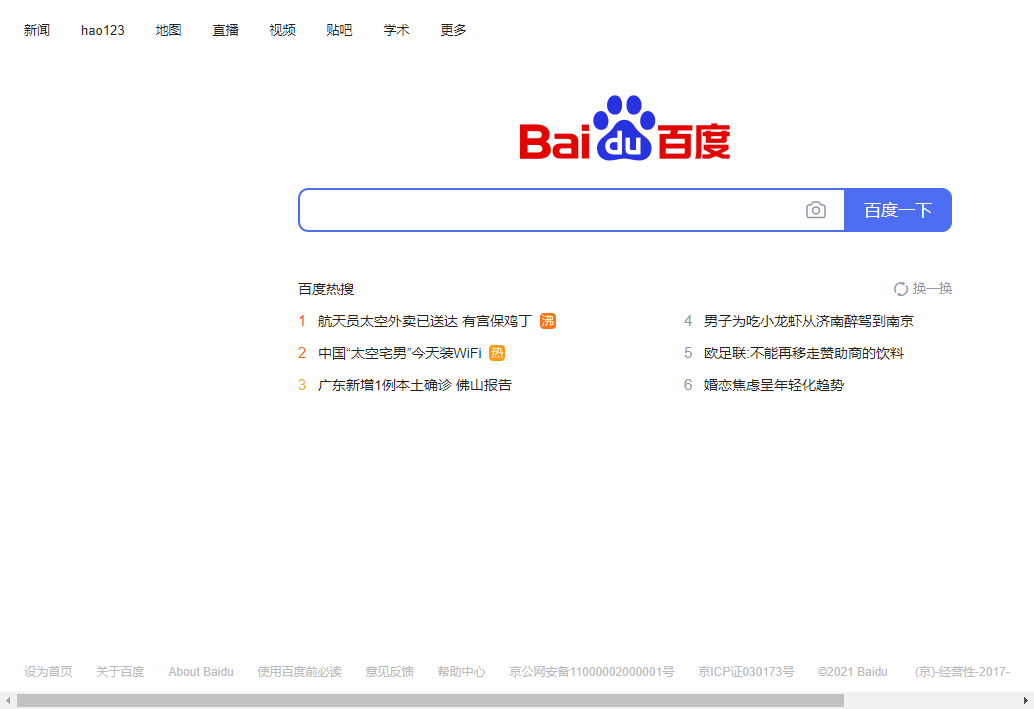 新闻 hao123 地图 直播 视频 贴吧 学术 更多
Bai du 百度
百度一下
百度热搜 换一换
1 航天员太空外卖已送达 有宫保鸡丁 沸
2 中国“太空宅男”今天装WiFi 热
3 广东新增1例本土确诊 佛山报告
4 男子为吃小龙虾从济南醉驾到南京
5 欧足联:不能再移走赞助商的饮料
6 婚恋焦虑呈年轻化趋势
设为首页 关于百度 About Baidu 使用百度前必读 意见反馈 帮助中心 京公网安备11000002000001号 京ICP证030173号 ©2021 Baidu (京)-经营性-2017-